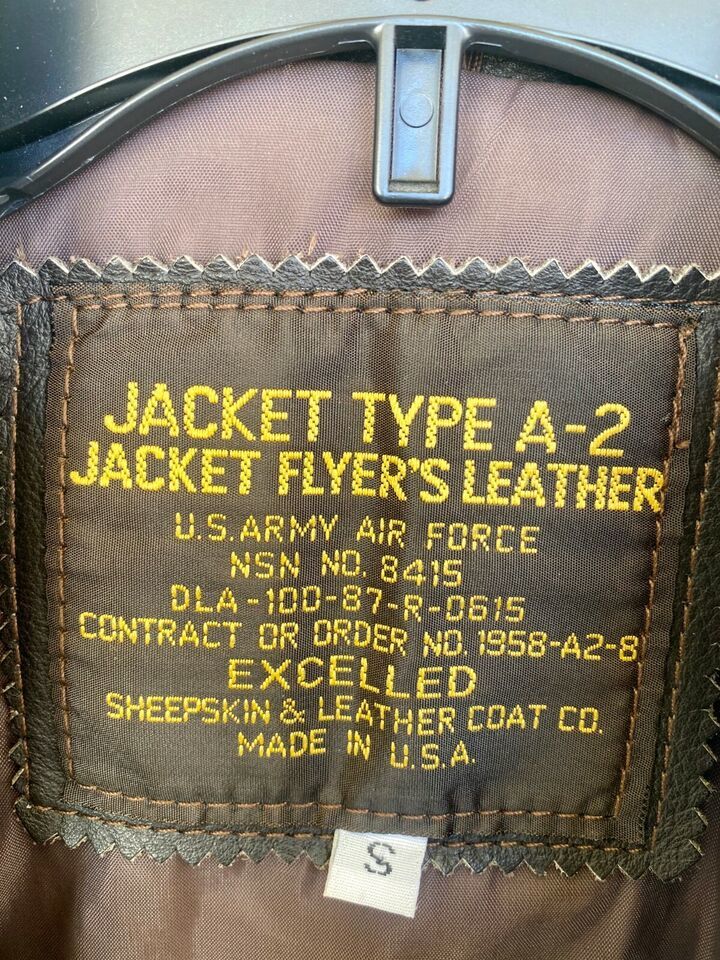 JACKET TYPE A-2
JACKET FLYER'S LEATHER
U.S.ARMY AIR FORCE
NSN NO. 8415
DLA-100-87-R-0615
CONTRACT OR ORDER NO. 1958-A2-8
EXCELLED
SHEEPSKIN & LEATHER COAT CO.
MADE IN U.S.A.
S